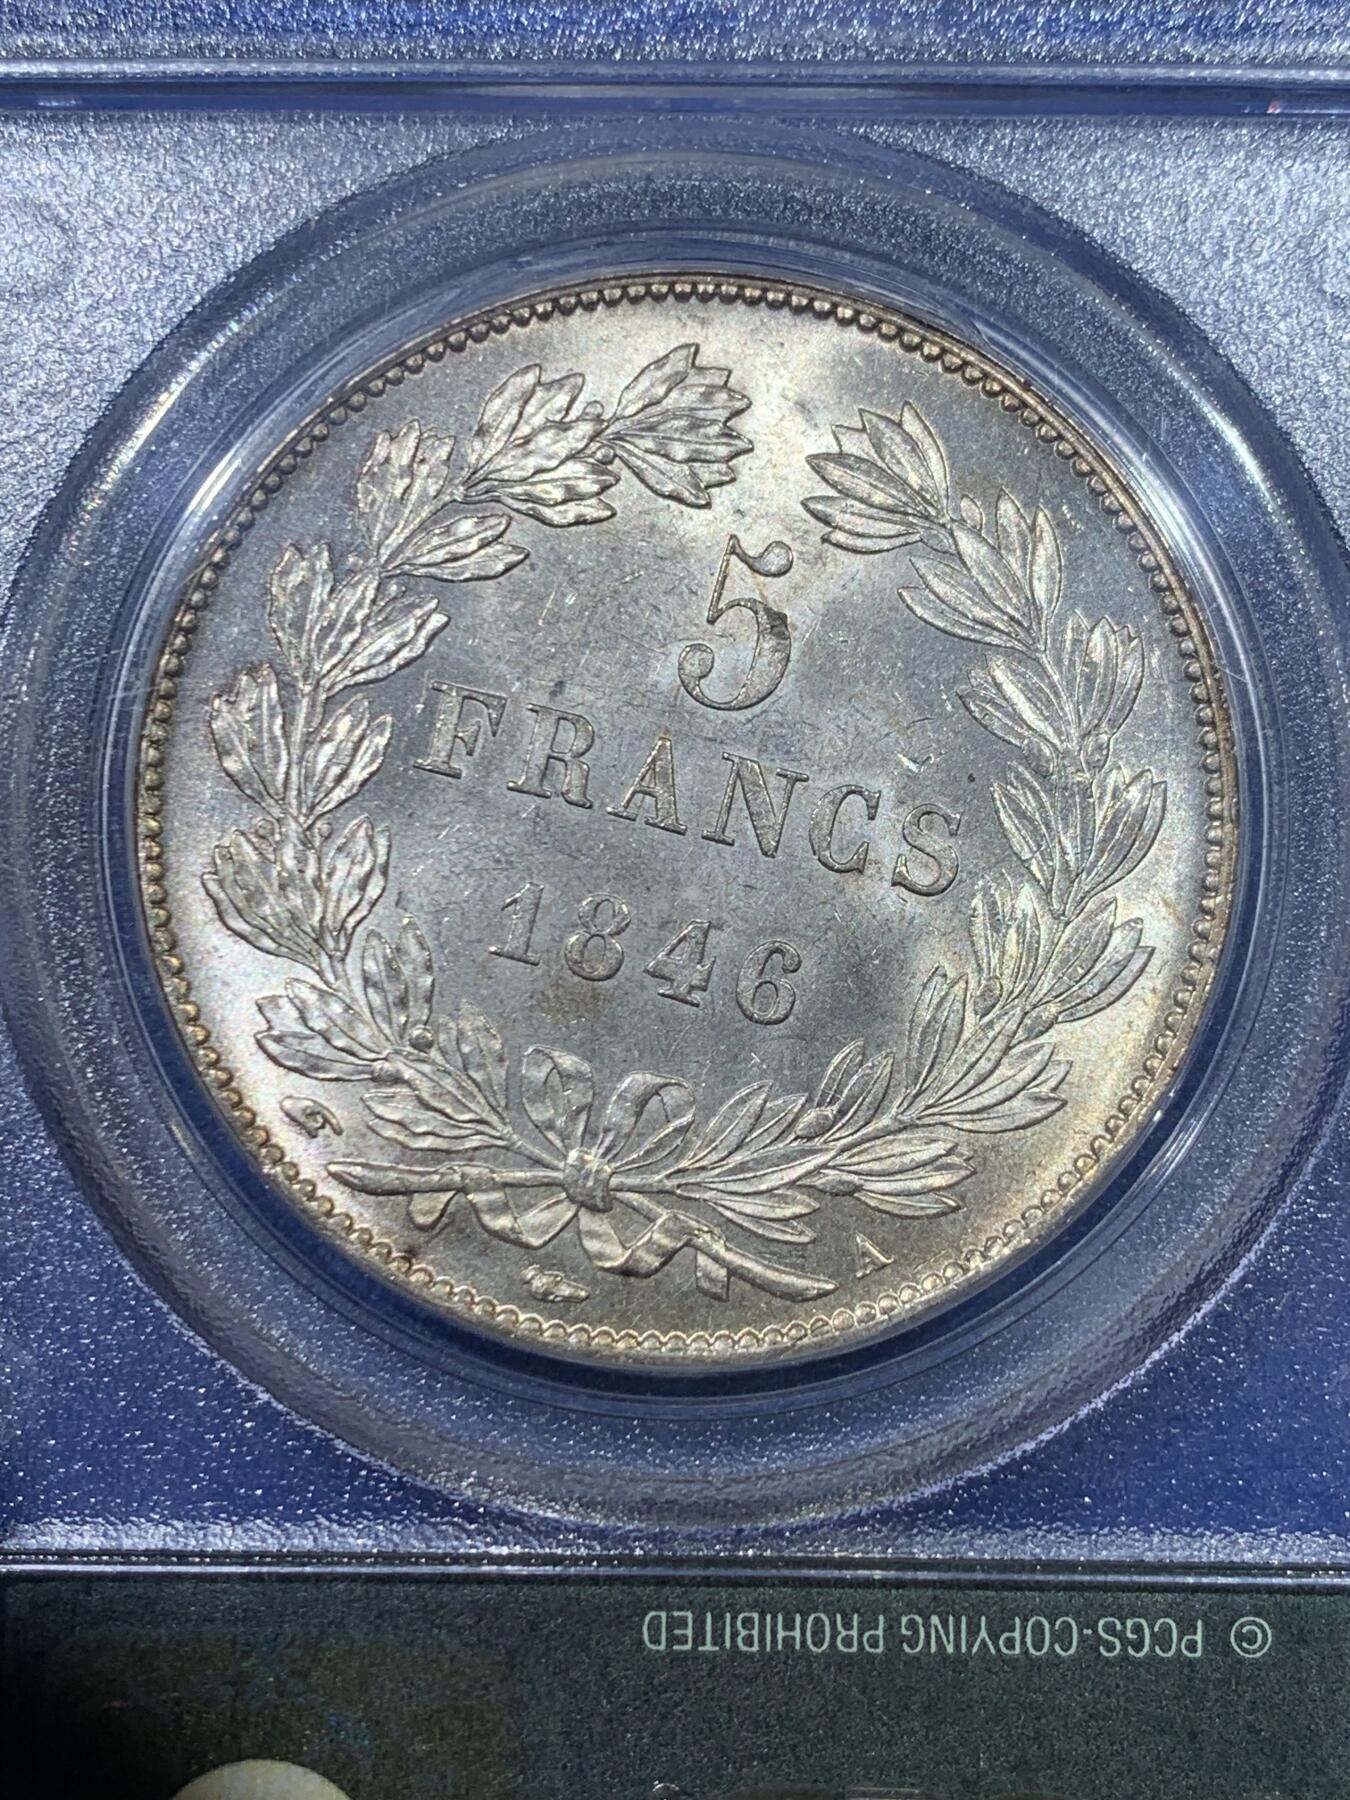 5
FRANCS
1846
A
© PCGS-COPYING PROHIBITED